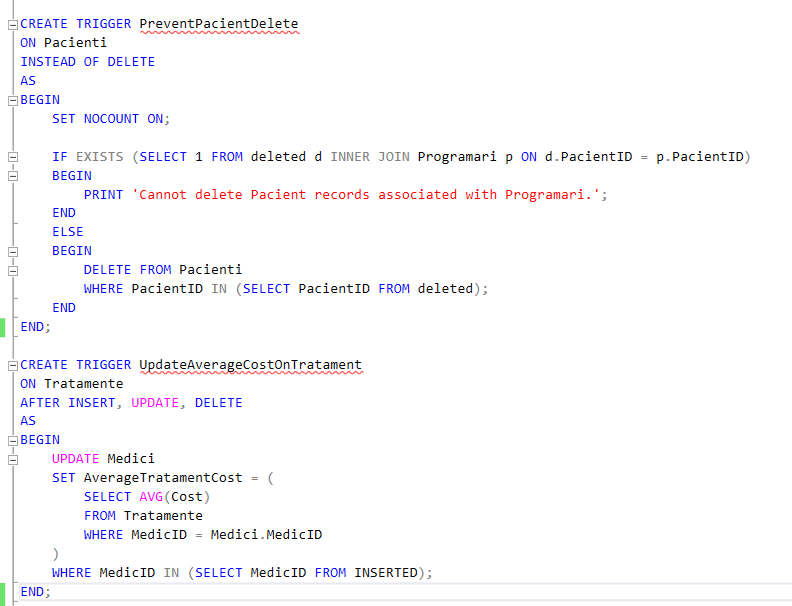 CREATE TRIGGER PreventPacientDelete
ON Pacienti
INSTEAD OF DELETE
AS
BEGIN
    SET NOCOUNT ON;

    IF EXISTS (SELECT 1 FROM deleted d INNER JOIN Programari p ON d.PacientID = p.PacientID)
    BEGIN
        PRINT 'Cannot delete Pacient records associated with Programari.';
    END
    ELSE
    BEGIN
        DELETE FROM Pacienti
        WHERE PacientID IN (SELECT PacientID FROM deleted);
    END
END;

CREATE TRIGGER UpdateAverageCostOnTratament
ON Tratamente
AFTER INSERT, UPDATE, DELETE
AS
BEGIN
    UPDATE Medici
    SET AverageTratamentCost = (
        SELECT AVG(Cost)
        FROM Tratamente
        WHERE MedicID = Medici.MedicID
    )
    WHERE MedicID IN (SELECT MedicID FROM INSERTED);
END;